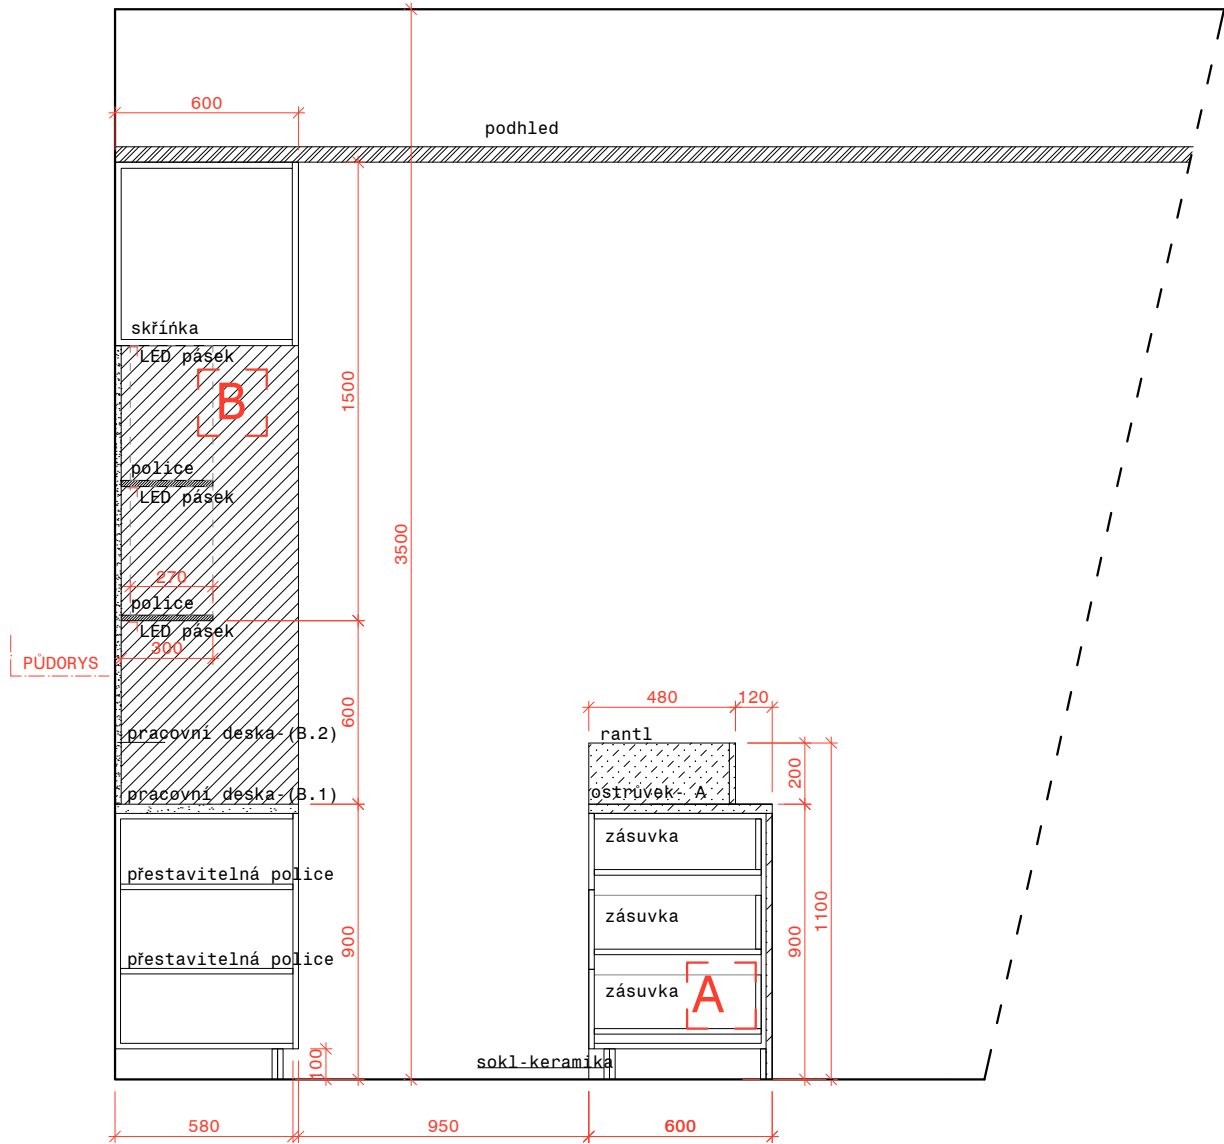 600
podhled
skříńka
LED pásek
B
1500
police
LED pásek
3500
270
police
LED pásek
300
PŮDORYS
600
480
120
pracovní deska-(B.2)
rantl
200
pracovní deska-(B.1)
ostrůvek- A
zásuvka
přestavitelná police
zásuvka
1100
900
900
přestavitelná police
zásuvka
A
100
sokl-keramika
580
950
600